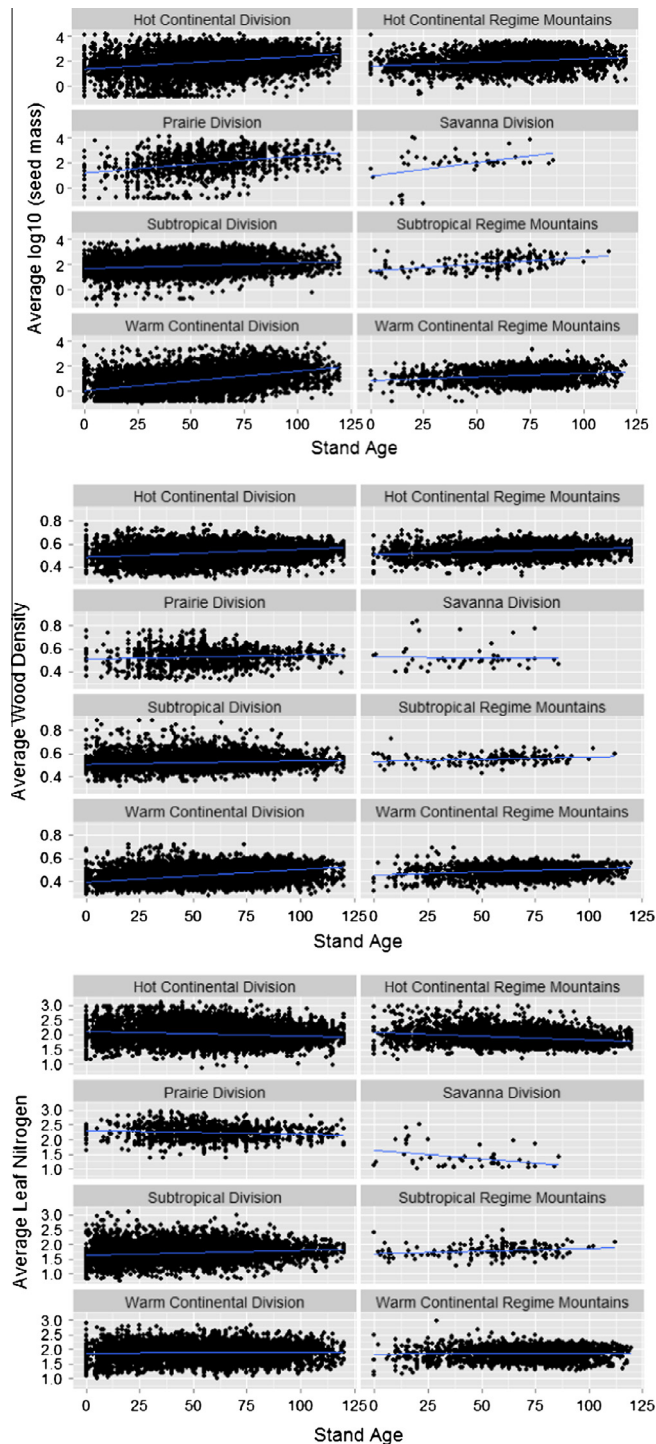 Hot Continental Division Hot Continental Regime Mountains
4
2
0
Prairie Division Savanna Division
4
2
0
Subtropical Division Subtropical Regime Mountains
4
2
0
Warm Continental Division Warm Continental Regime Mountains
4
2
0
0 25 50 75 100 125 0 25 50 75 100 125
Stand Age
Average log10 (seed mass)
Hot Continental Division Hot Continental Regime Mountains
0.8
0.6
0.4
Prairie Division Savanna Division
0.8
0.6
0.4
Subtropical Division Subtropical Regime Mountains
0.8
0.6
0.4
Warm Continental Division Warm Continental Regime Mountains
0.8
0.6
0.4
0 25 50 75 100 125 0 25 50 75 100 125
Stand Age
Average Wood Density
Hot Continental Division Hot Continental Regime Mountains
3.0
2.5
2.0
1.5
1.0
Prairie Division Savanna Division
3.0
2.5
2.0
1.5
1.0
Subtropical Division Subtropical Regime Mountains
3.0
2.5
2.0
1.5
1.0
Warm Continental Division Warm Continental Regime Mountains
3.0
2.5
2.0
1.5
1.0
0 25 50 75 100 125 0 25 50 75 100 125
Stand Age
Average Leaf Nitrogen